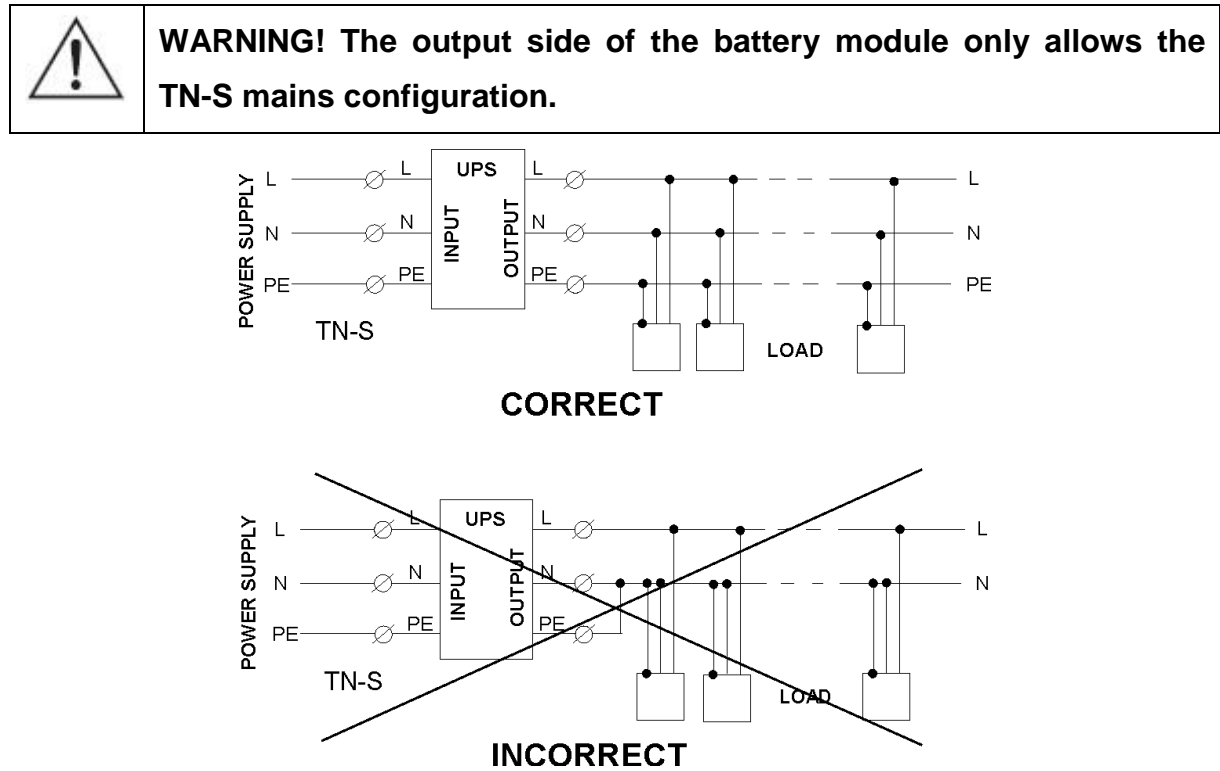 WARNING! The output side of the battery module only allows the
TN-S mains configuration.
POWER SUPPLY
L
L
UPS
L
L
N
N
INPUT
OUTPUT
N
N
PE
PE
PE
PE
TN-S
LOAD
CORRECT
POWER SUPPLY
L
L
UPS
L
L
N
N
INPUT
OUTPUT
N
N
PE
PE
PE
TN-S
LOAD
INCORRECT